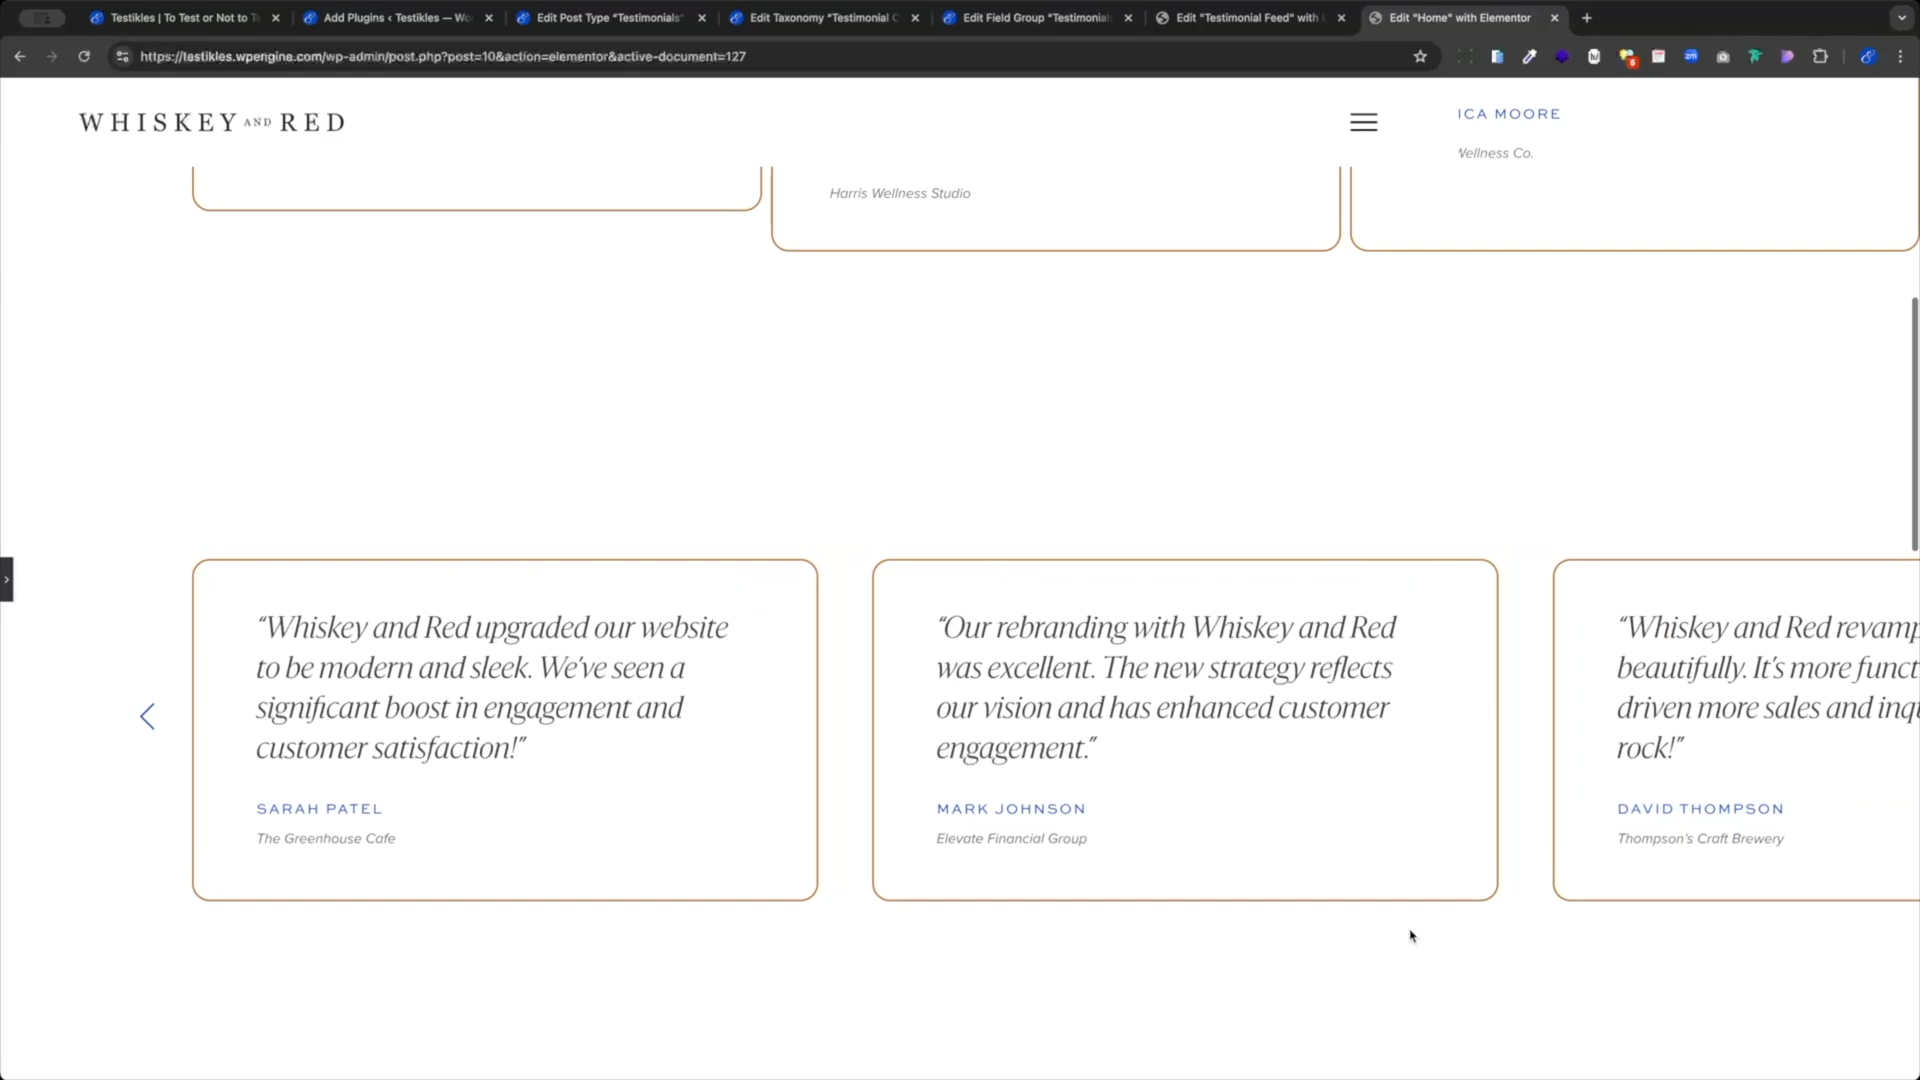 Testikles | To Test or Not to T
Add Plugins ‹ Testikles — Wo
Edit Post Type "Testimonials"
Edit Taxonomy "Testimonial C
Edit Field Group "Testimonial
Edit "Testimonial Feed" with E
Edit "Home" with Elementor
https://testikles.wpengine.com/wp-admin/post.php?post=10&action=elementor&active-document=127
WHISKEY AND RED
ICA MOORE
Wellness Co.
Harris Wellness Studio
“Whiskey and Red upgraded our website
to be modern and sleek. We’ve seen a
significant boost in engagement and
customer satisfaction!”
SARAH PATEL
The Greenhouse Cafe
“Our rebranding with Whiskey and Red
was excellent. The new strategy reflects
our vision and has enhanced customer
engagement.”
MARK JOHNSON
Elevate Financial Group
“Whiskey and Red revamp
beautifully. It’s more funct
driven more sales and inq
rock!”
DAVID THOMPSON
Thompson’s Craft Brewery